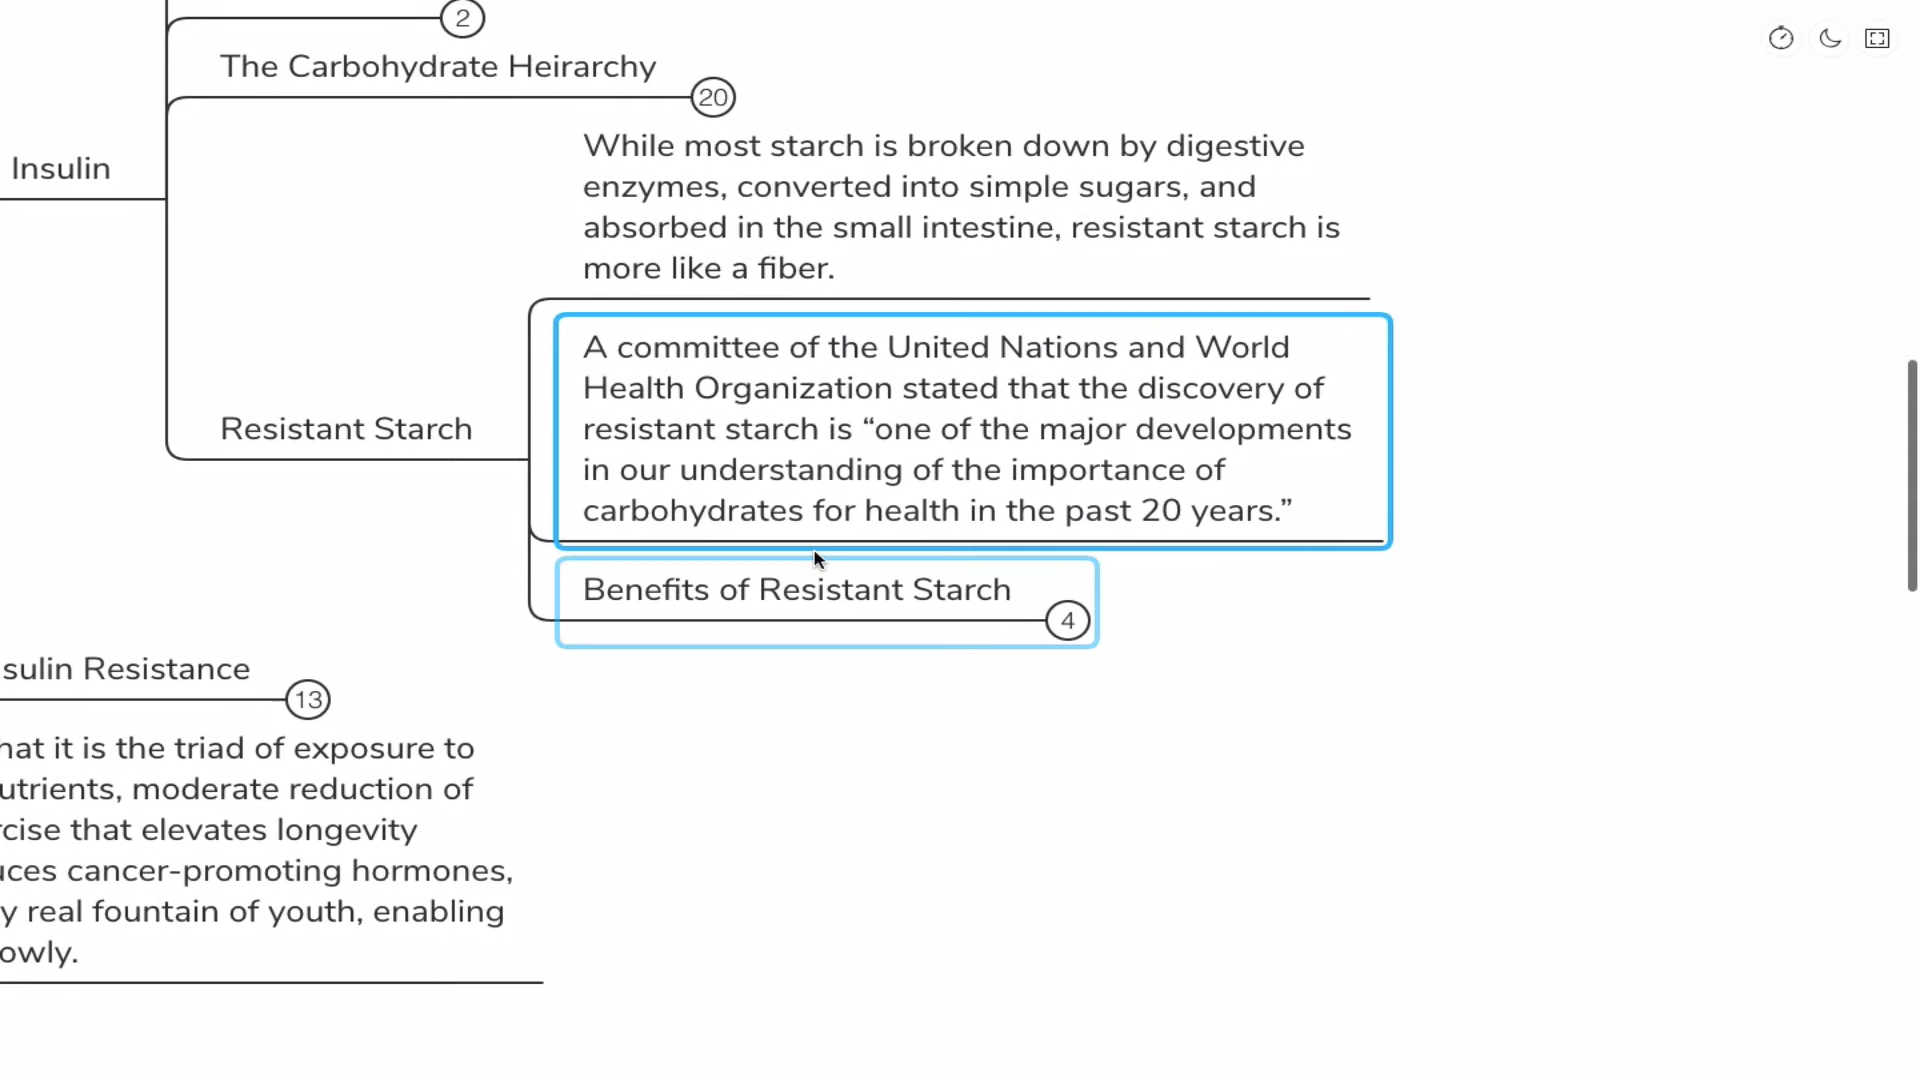 2
The Carbohydrate Heirarchy
20
Insulin
While most starch is broken down by digestive
enzymes, converted into simple sugars, and
absorbed in the small intestine, resistant starch is
more like a fiber.
Resistant Starch
A committee of the United Nations and World
Health Organization stated that the discovery of
resistant starch is “one of the major developments
in our understanding of the importance of
carbohydrates for health in the past 20 years.”
Benefits of Resistant Starch
4
sulin Resistance
13
hat it is the triad of exposure to
utrients, moderate reduction of
rcise that elevates longevity
uces cancer-promoting hormones,
y real fountain of youth, enabling
owly.